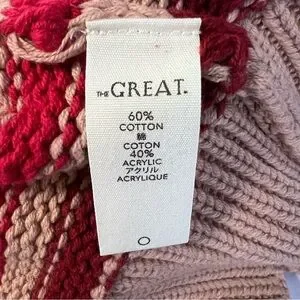 THE GREAT.
60%
COTTON
綿
COTON
40%
ACRYLIC
アクリル
ACRYLIQUE
O